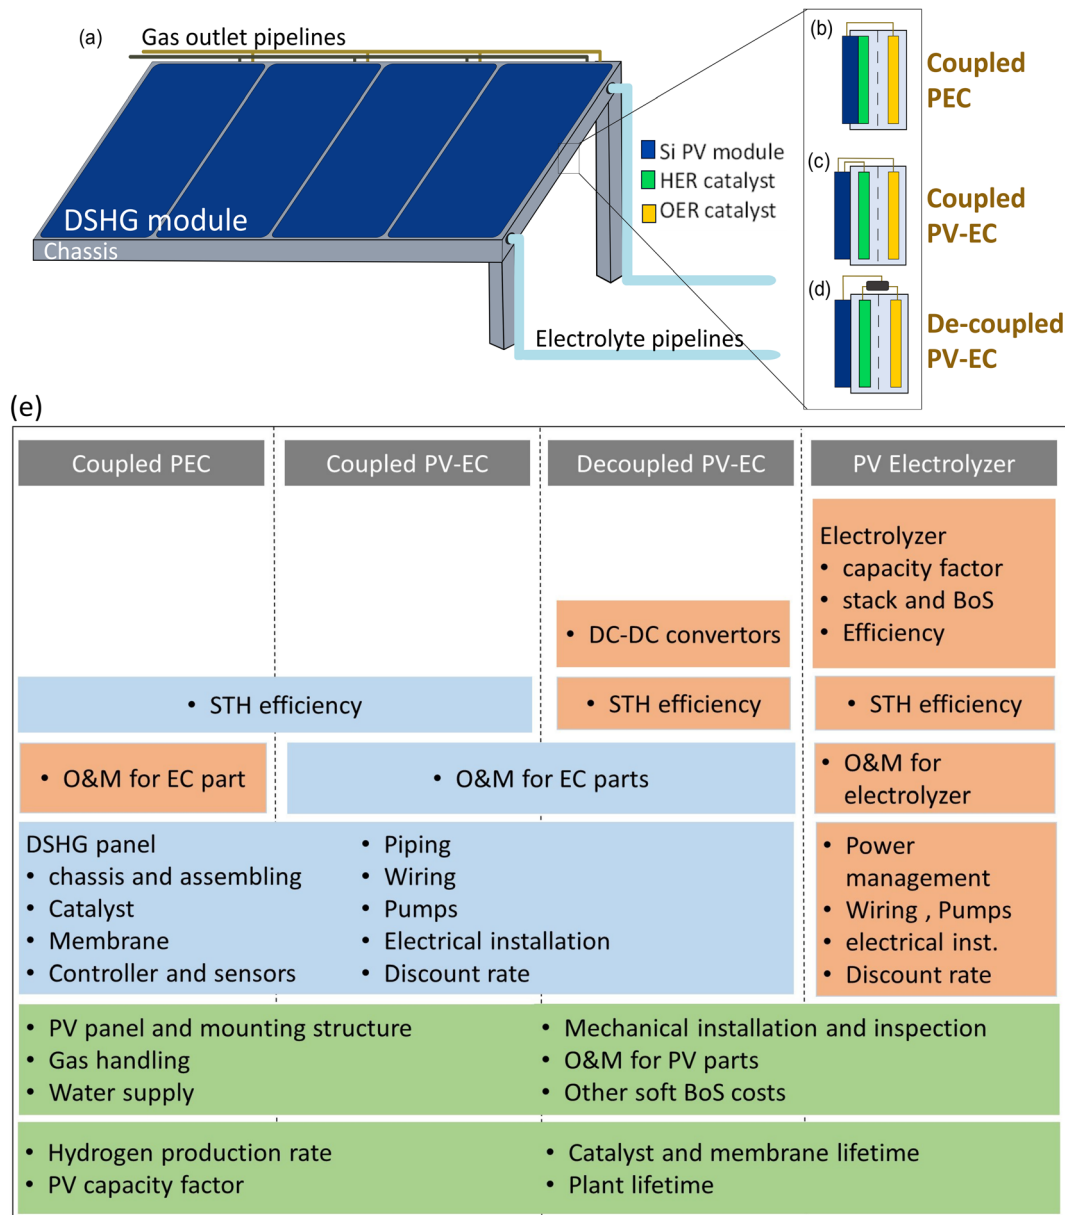 (a)
Gas outlet pipelines
DSHG module
Chassis
Electrolyte pipelines
Si PV module
HER catalyst
OER catalyst
(b)
Coupled
PEC
(c)
Coupled
PV-EC
(d)
De-coupled
PV-EC
(e)
Coupled PEC
Coupled PV-EC
Decoupled PV-EC
PV Electrolyzer
Electrolyzer
• capacity factor
• stack and BoS
• Efficiency
• DC-DC convertors
• STH efficiency
• STH efficiency
• STH efficiency
• O&M for EC part
• O&M for EC parts
• O&M for
electrolyzer
DSHG panel
• chassis and assembling
• Catalyst
• Membrane
• Controller and sensors
• Piping
• Wiring
• Pumps
• Electrical installation
• Discount rate
• Power
management
• Wiring , Pumps
• electrical inst.
• Discount rate
• PV panel and mounting structure
• Gas handling
• Water supply
• Mechanical installation and inspection
• O&M for PV parts
• Other soft BoS costs
• Hydrogen production rate
• PV capacity factor
• Catalyst and membrane lifetime
• Plant lifetime